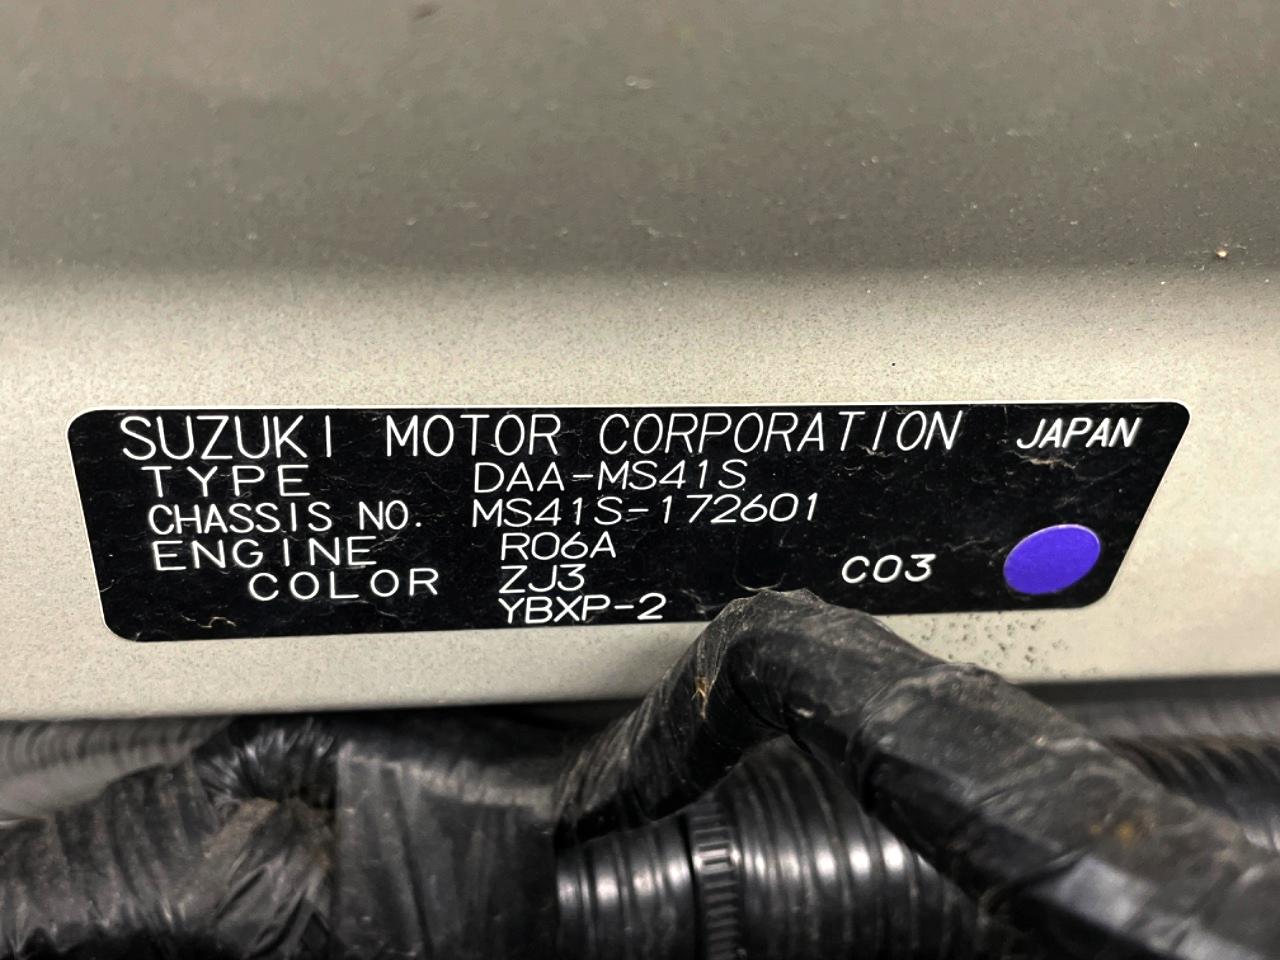 SUZUKI MOTOR CORPORATION JAPAN
TYPE DAA-MS41S
CHASSIS NO. MS41S-172601
ENGINE R06A
COLOR ZJ3 C03
YBXP-2